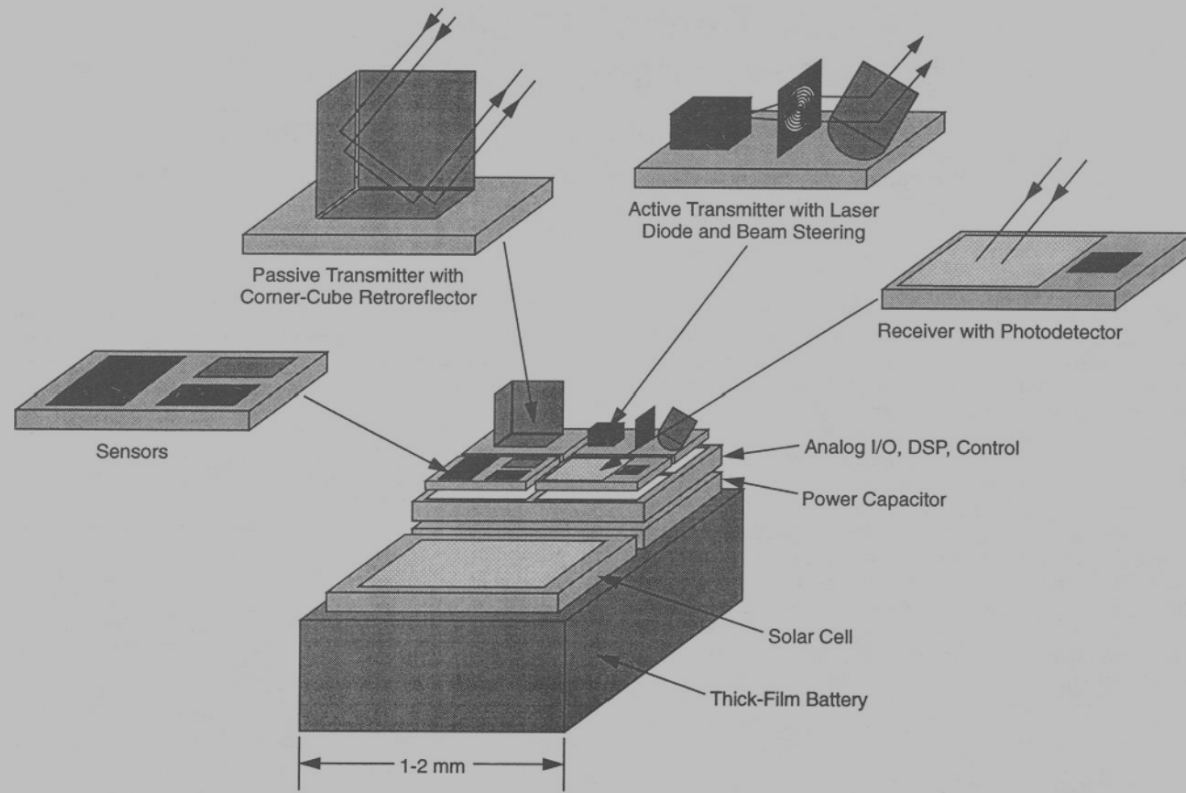 Passive Transmitter with
Corner-Cube Retroreflector
Active Transmitter with Laser
Diode and Beam Steering
Receiver with Photodetector
Sensors
Analog I/O, DSP, Control
Power Capacitor
Solar Cell
Thick-Film Battery
1-2 mm